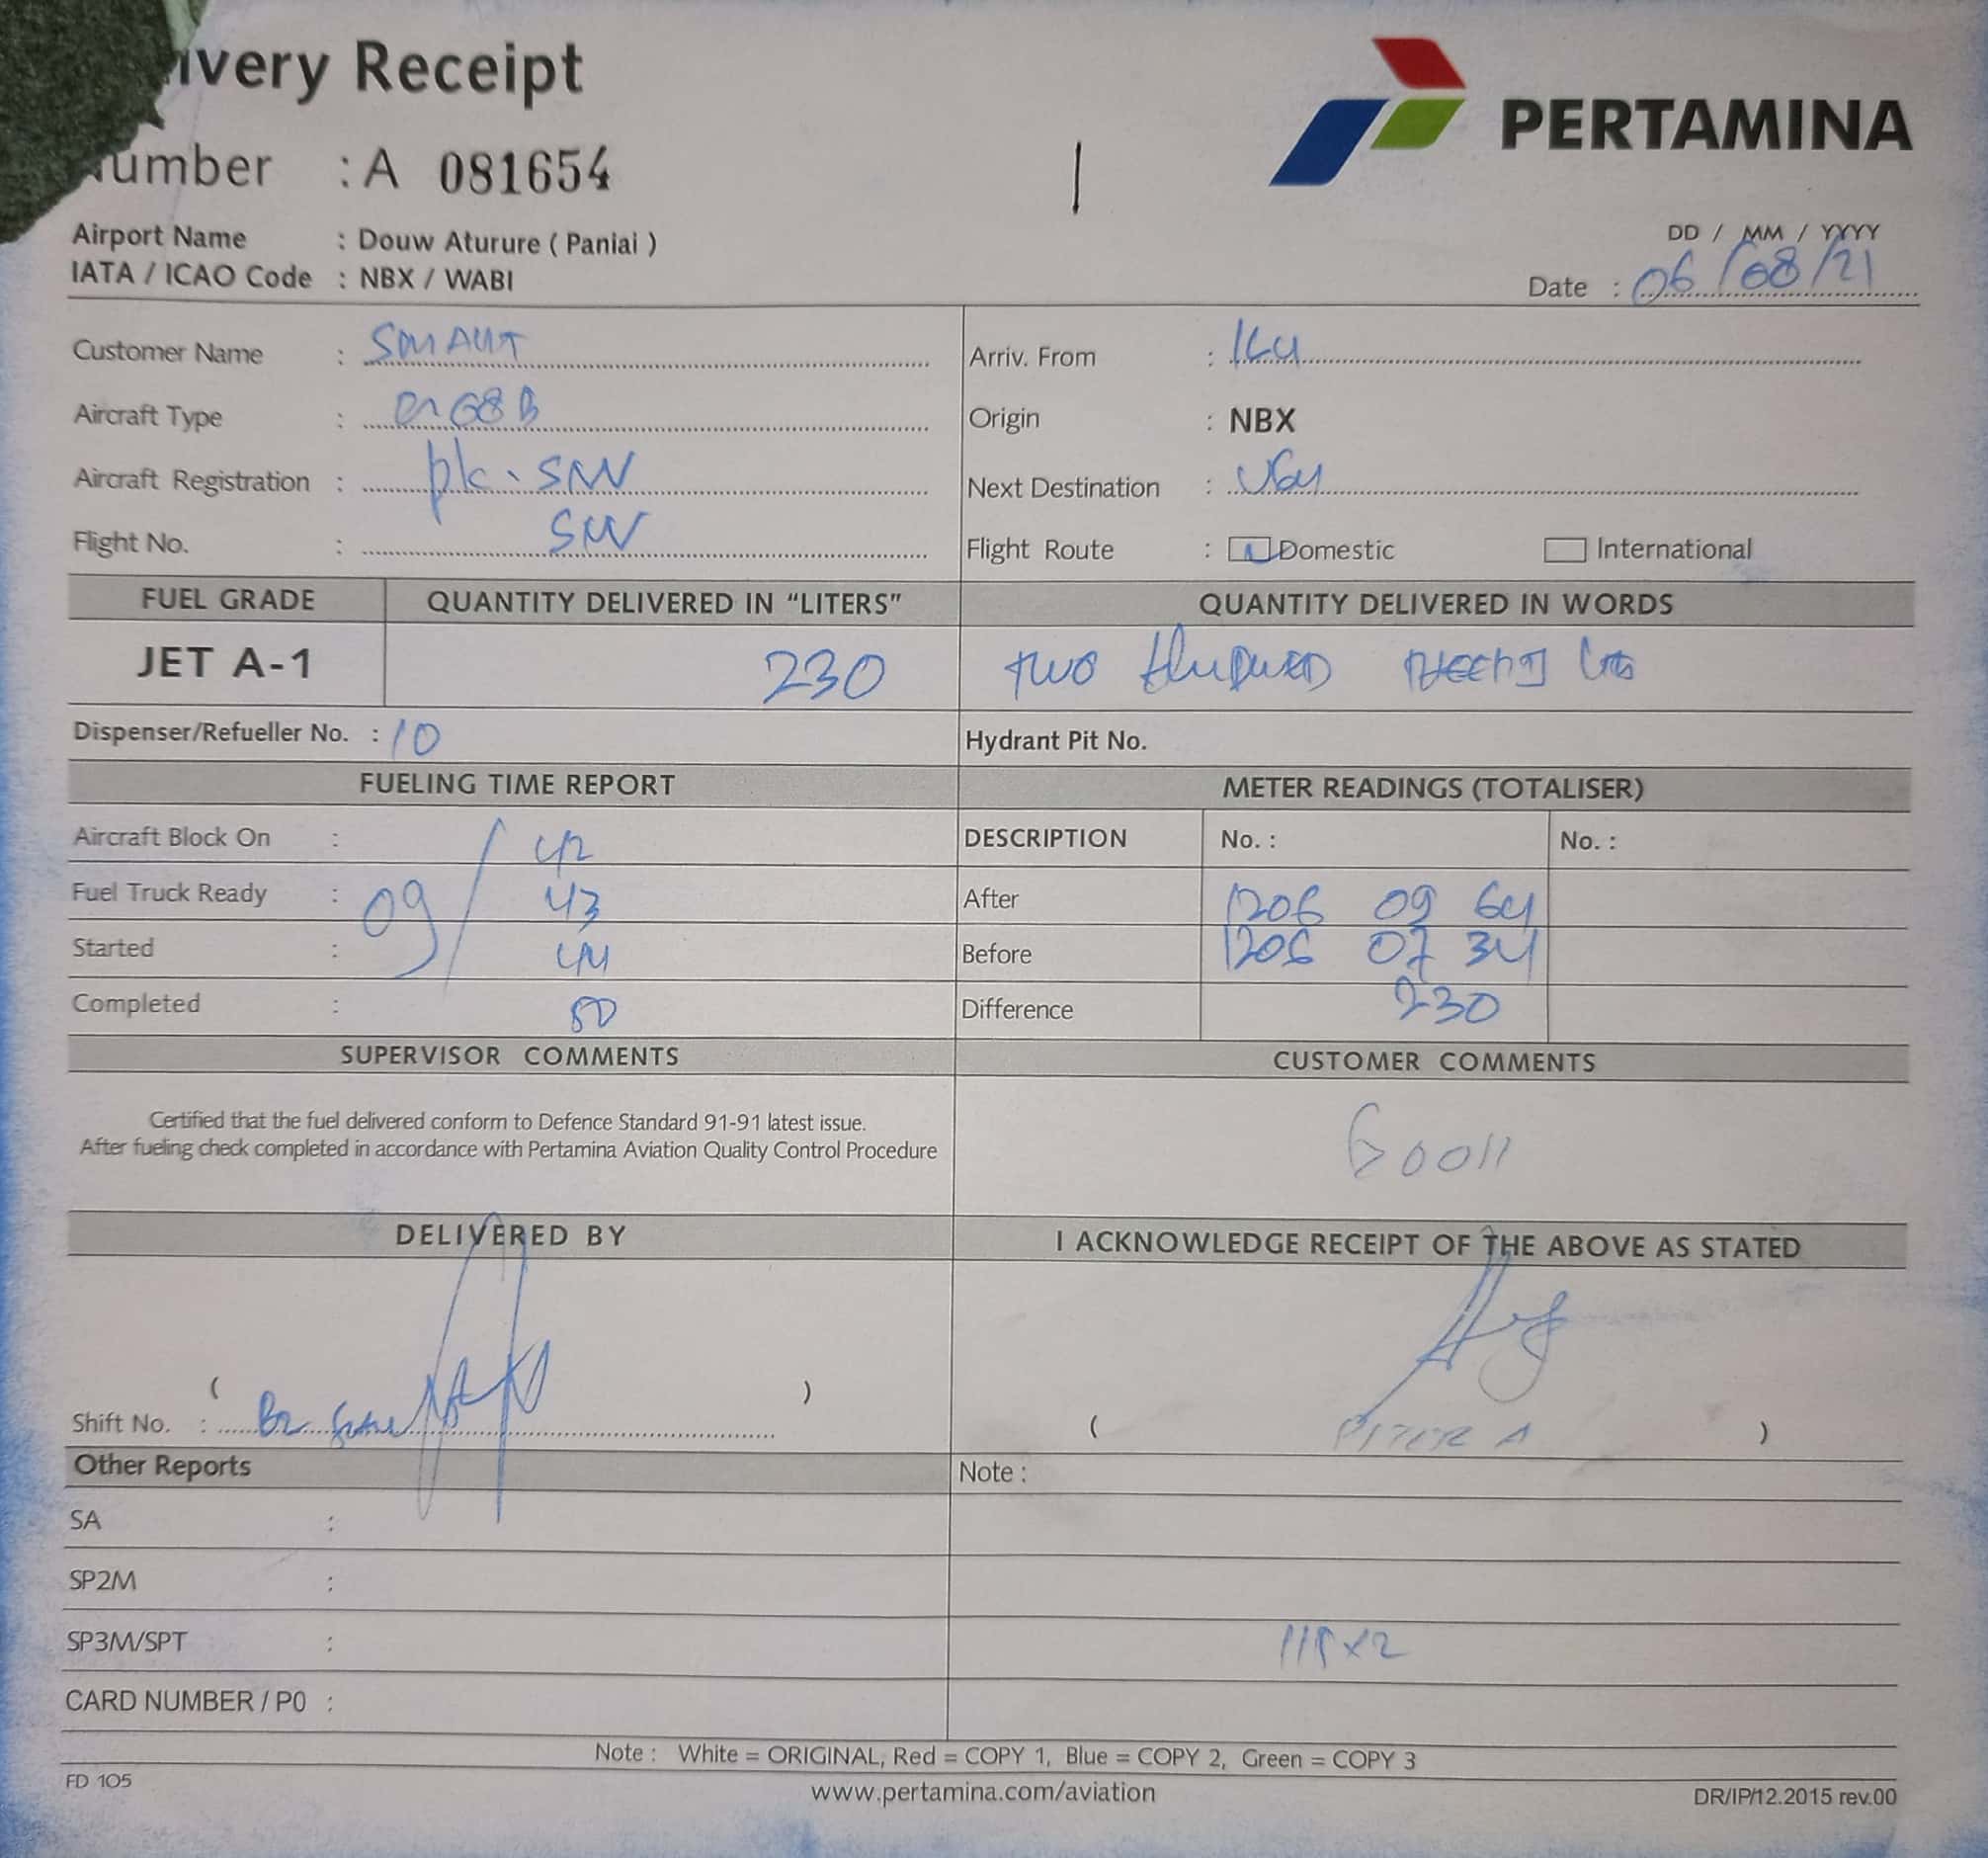 ivery Receipt
PERTAMINA
umber : A 081654
Airport Name : Douw Aturure ( Paniai )
DD / MM / YYYY
IATA / ICAO Code : NBX / WABI
Date : 06/08/21
Customer Name : SMART
Arriv. From :
Aircraft Type :
Origin : NBX
Aircraft Registration : pk-SNV
Next Destination :
Flight No. : SNV
Flight Route : Domestic International
FUEL GRADE QUANTITY DELIVERED IN "LITERS" QUANTITY DELIVERED IN WORDS
JET A-1 230 two
Dispenser/Refueller No. : 10 Hydrant Pit No.
FUELING TIME REPORT METER READINGS (TOTALISER)
Aircraft Block On : 42 DESCRIPTION No. : No. :
Fuel Truck Ready : 09/ 43 After 1206 09 64
Started : 44 Before 1206 07 34
Completed : 50 Difference 230
SUPERVISOR COMMENTS CUSTOMER COMMENTS
Certified that the fuel delivered conform to Defence Standard 91-91 latest issue.
After fueling check completed in accordance with Pertamina Aviation Quality Control Procedure
Good
DELIVERED BY I ACKNOWLEDGE RECEIPT OF THE ABOVE AS STATED
( ) 
Shift No. :
( PITER A )
Other Reports Note :
SA :
SP2M :
SP3M/SPT : 115x2
CARD NUMBER / P0 :
Note : White = ORIGINAL, Red = COPY 1, Blue = COPY 2, Green = COPY 3
FD 105 www.pertamina.com/aviation DR/IP/12.2015 rev.00